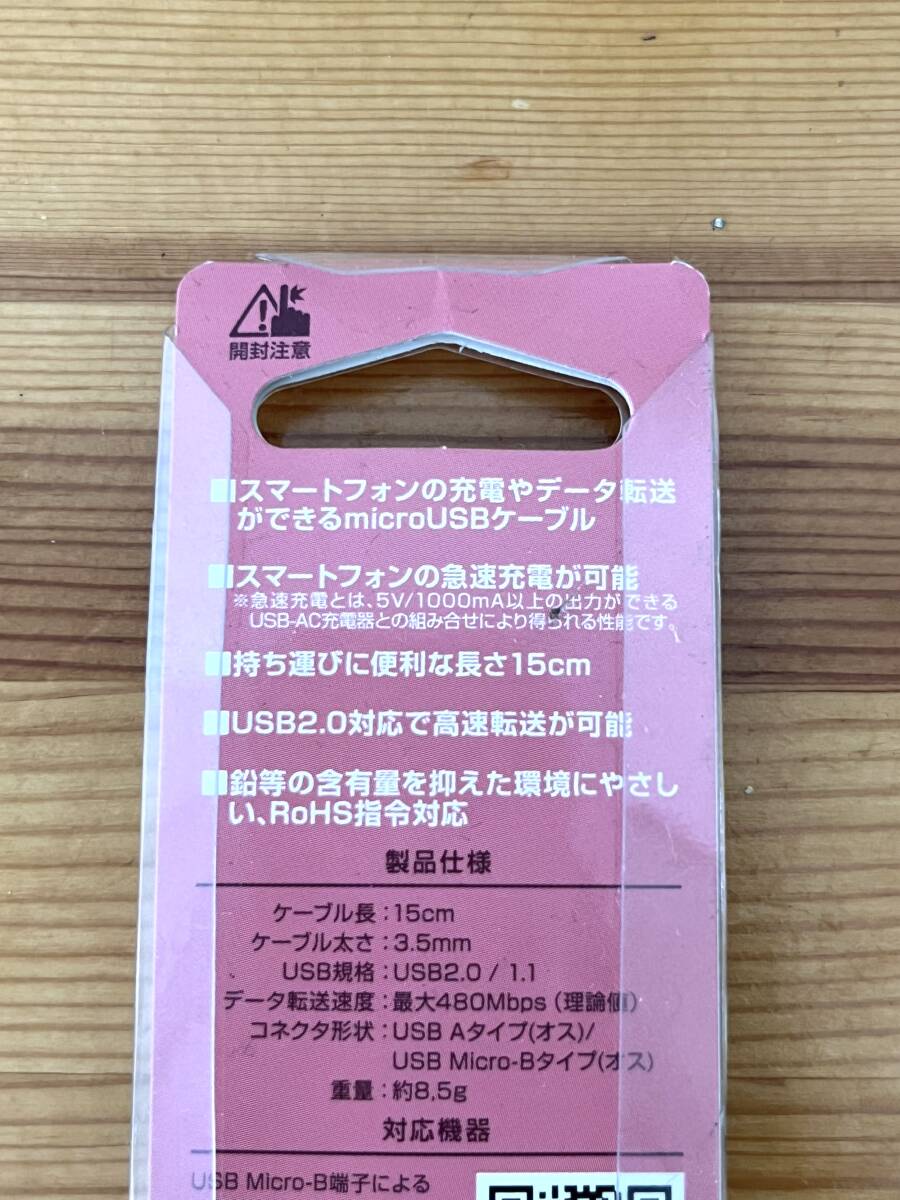 開封注意
■スマートフォンの充電やデータ転送
ができるmicroUSBケーブル
■スマートフォンの急速充電が可能
※急速充電とは、5V/1000mA以上の出力ができる
USB-AC充電器との組み合せにより得られる性能です。
■持ち運びに便利な長さ15cm
■USB2.0対応で高速転送が可能
■鉛等の含有量を抑えた環境にやさし
い、RoHS指令対応
製品仕様
ケーブル長：15cm
ケーブル太さ：3.5mm
USB規格：USB2.0 / 1.1
データ転送速度：最大480Mbps（理論値）
コネクタ形状：USB Aタイプ(オス)/
USB Micro-Bタイプ(オス)
重量：約8.5g
対応機器
USB Micro-B端子による